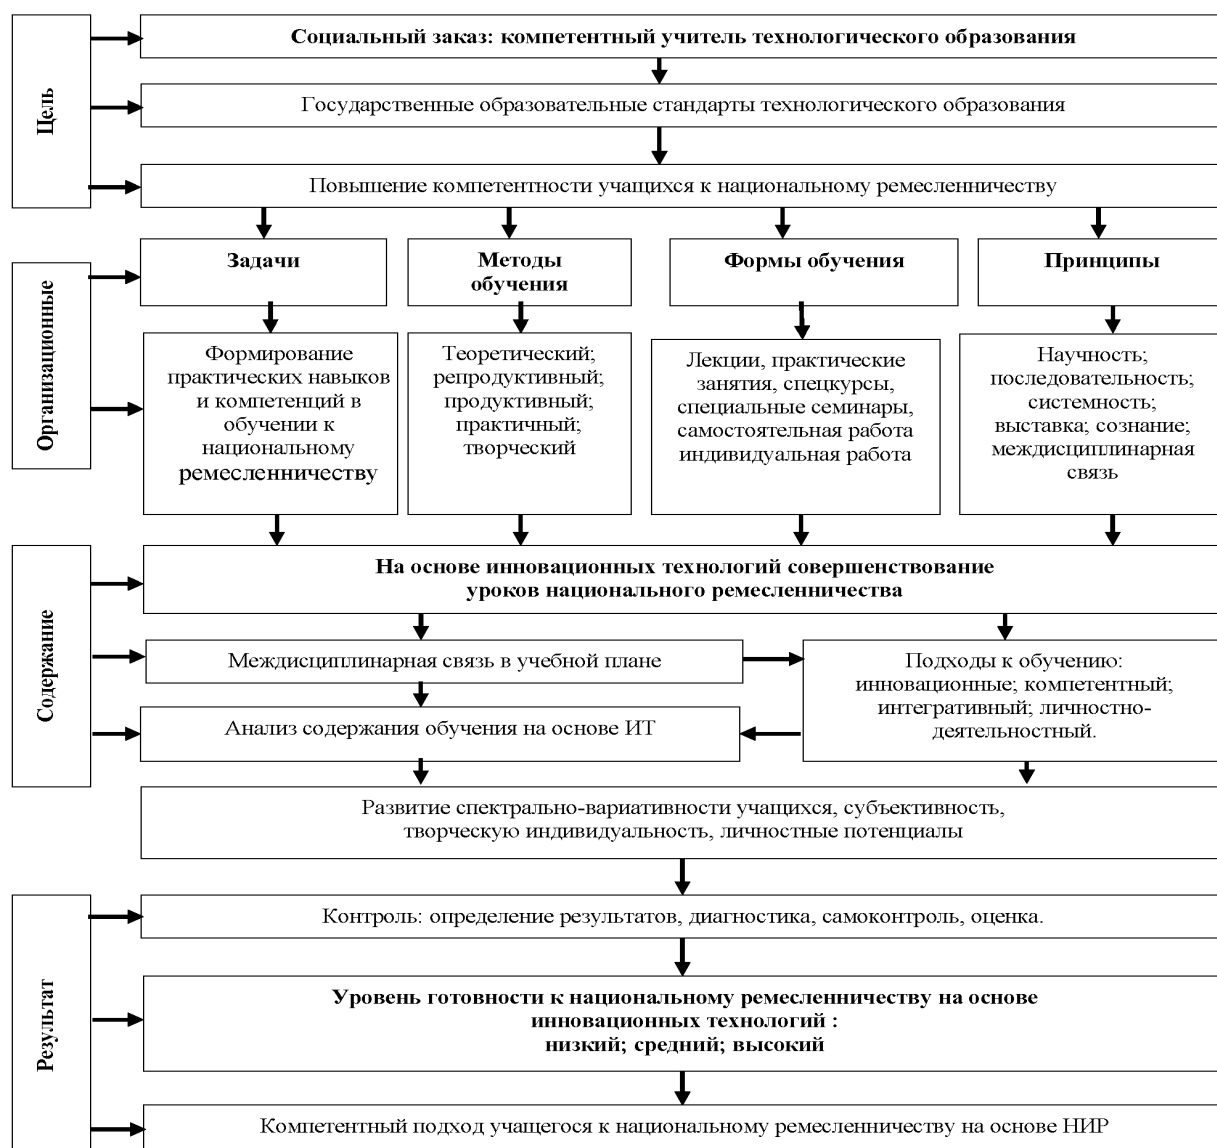 Цель
Социальный заказ: компетентный учитель технологического образования
Государственные образовательные стандарты технологического образования
Повышение компетентности учащихся к национальному ремесленничеству
Организационные
Задачи
Методы
обучения
Формы обучения
Принципы
Формирование
практических навыков
и компетенций в
обучении к
национальному
ремесленничеству
Теоретический;
репродуктивный;
продуктивный;
практичный;
творческий
Лекции, практические
занятия, спецкурсы,
специальные семинары,
самостоятельная работа
индивидуальная работа
Научность;
последовательность;
системность;
выставка; сознание;
междисциплинарная
связь
Содержание
На основе инновационных технологий совершенствование
уроков национального ремесленничества
Междисциплинарная связь в учебной плане
Подходы к обучению:
инновационные; компетентный;
интегративный; личностно-
деятельностный.
Анализ содержания обучения на основе ИТ
Развитие спектрально-вариативности учащихся, субъективность,
творческую индивидуальность, личностные потенциалы
Результат
Контроль: определение результатов, диагностика, самоконтроль, оценка.
Уровень готовности к национальному ремесленничеству на основе
инновационных технологий :
низкий; средний; высокий
Компетентный подход учащегося к национальному ремесленничеству на основе НИР